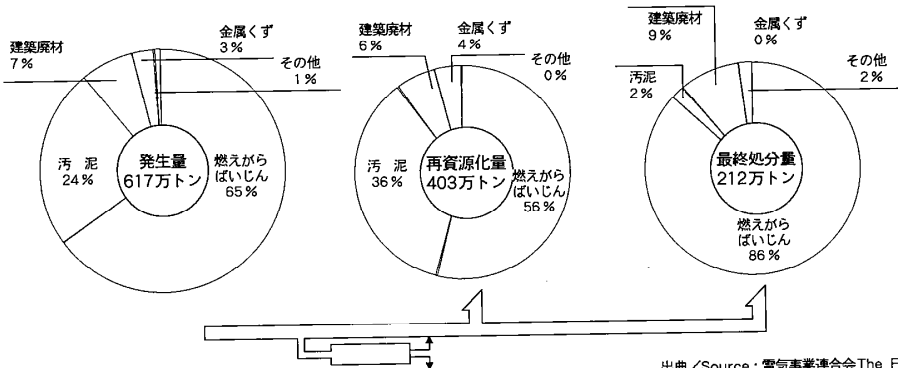 建築廃材
7%
金属くず
3%
その他
1%
汚泥
24%
発生量
617万トン
燃えがら
ばいじん
65%
建築廃材
6%
金属くず
4%
その他
0%
汚泥
36%
再資源化量
403万トン
燃えがら
ばいじん
56%
建築廃材
9%
金属くず
0%
汚泥
2%
その他
2%
最終処分量
212万トン
燃えがら
ばいじん
86%
出典/Source:電気事業連合会The F